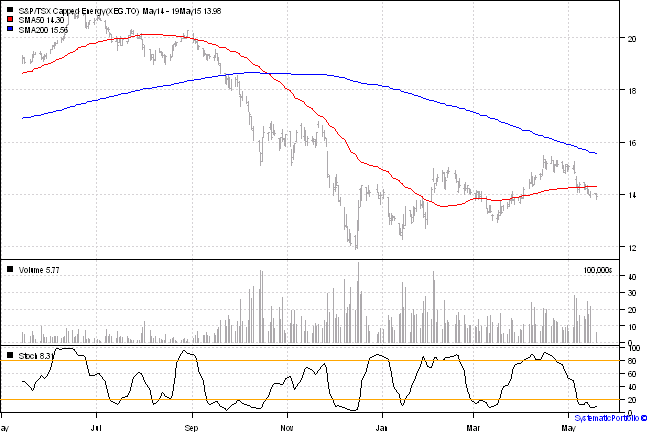 S&P/TSX Capped Energy(XEG.TO) May14 - 19May15 13.98
SMA50 14.30
SMA200 15.56
20
18
16
14
12
Volume 5.77
100,000s
40
30
20
10
0
Stoch 8.31
100
80
60
40
20
0
ay Jul Sep Nov Jan Mar May
SystematicPortfolio ©